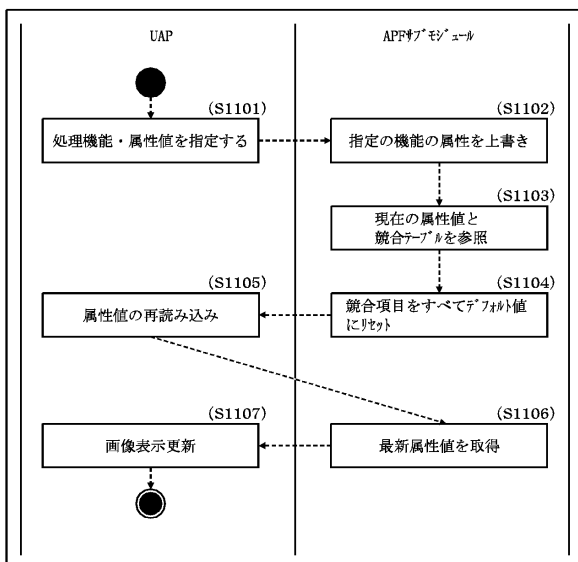 UAP
APFｻﾌﾞﾓｼﾞｭｰﾙ
(S1101)
処理機能・属性値を指定する
(S1102)
指定の機能の属性を上書き
(S1103)
現在の属性値と
競合ﾃｰﾌﾞﾙを参照
(S1104)
競合項目をすべてﾃﾞﾌｫﾙﾄ値
にﾘｾｯﾄ
(S1105)
属性値の再読み込み
(S1106)
最新属性値を取得
(S1107)
画像表示更新